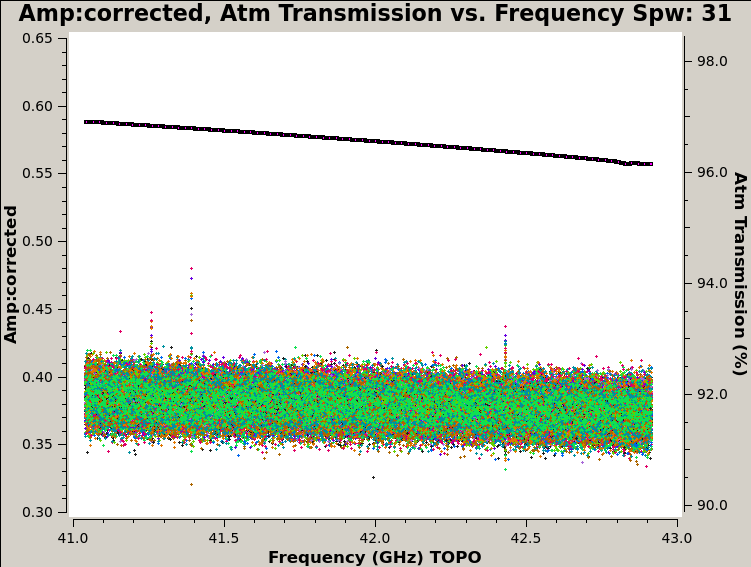 Amp:corrected, Atm Transmission vs. Frequency Spw: 31
0.65
0.60
0.55
0.50
0.45
0.40
0.35
0.30
Amp:corrected
98.0
96.0
94.0
92.0
90.0
Atm Transmission (%)
41.0 41.5 42.0 42.5 43.0
Frequency (GHz) TOPO